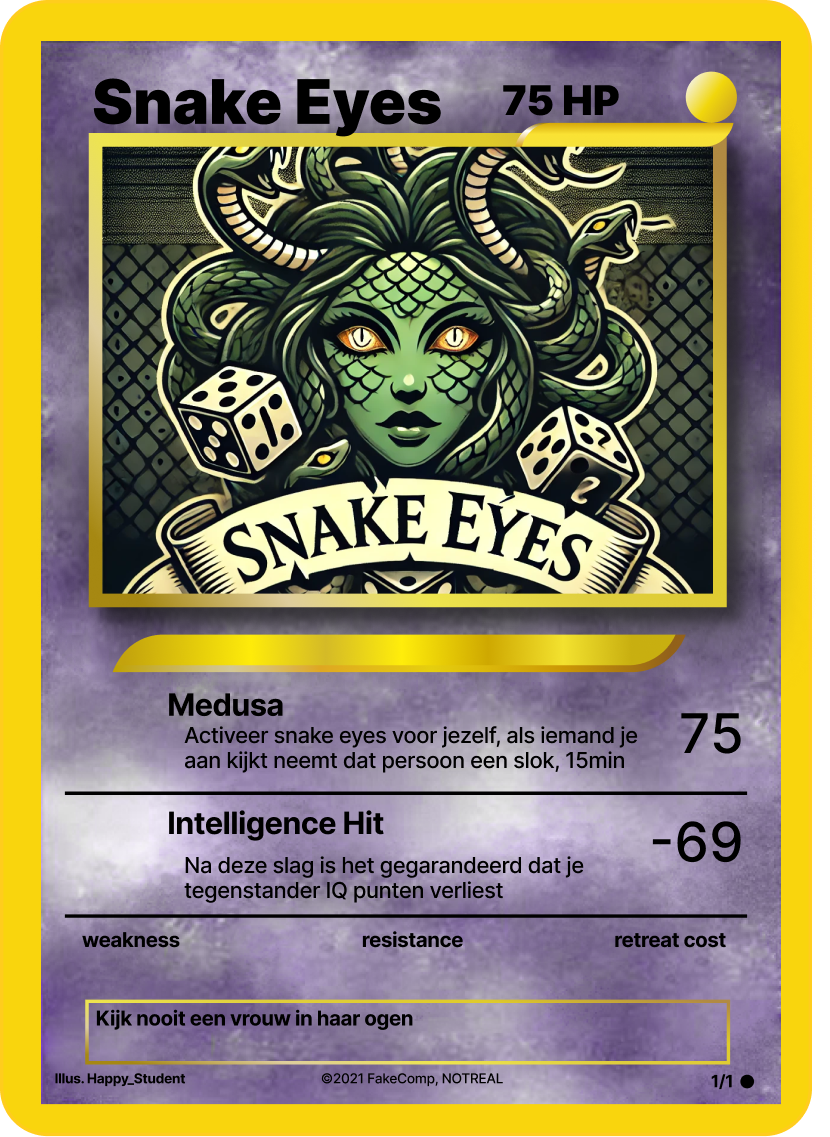 Snake Eyes
75 HP
SNAKE EYES
Medusa
Activeer snake eyes voor jezelf, als iemand je
aan kijkt neemt dat persoon een slok, 15min
75
Intelligence Hit
-69
Na deze slag is het gegarandeerd dat je
tegenstander IQ punten verliest
weakness
resistance
retreat cost
Kijk nooit een vrouw in haar ogen
Illus. Happy_Student
©2021 FakeComp, NOTREAL
1/1